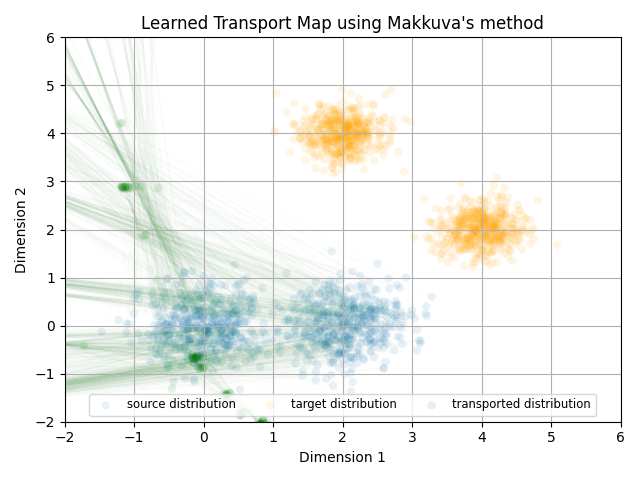 Learned Transport Map using Makkuva's method
Dimension 2
6
5
4
3
2
1
0
−1
−2
source distribution target distribution transported distribution
−2 −1 0 1 2 3 4 5 6
Dimension 1